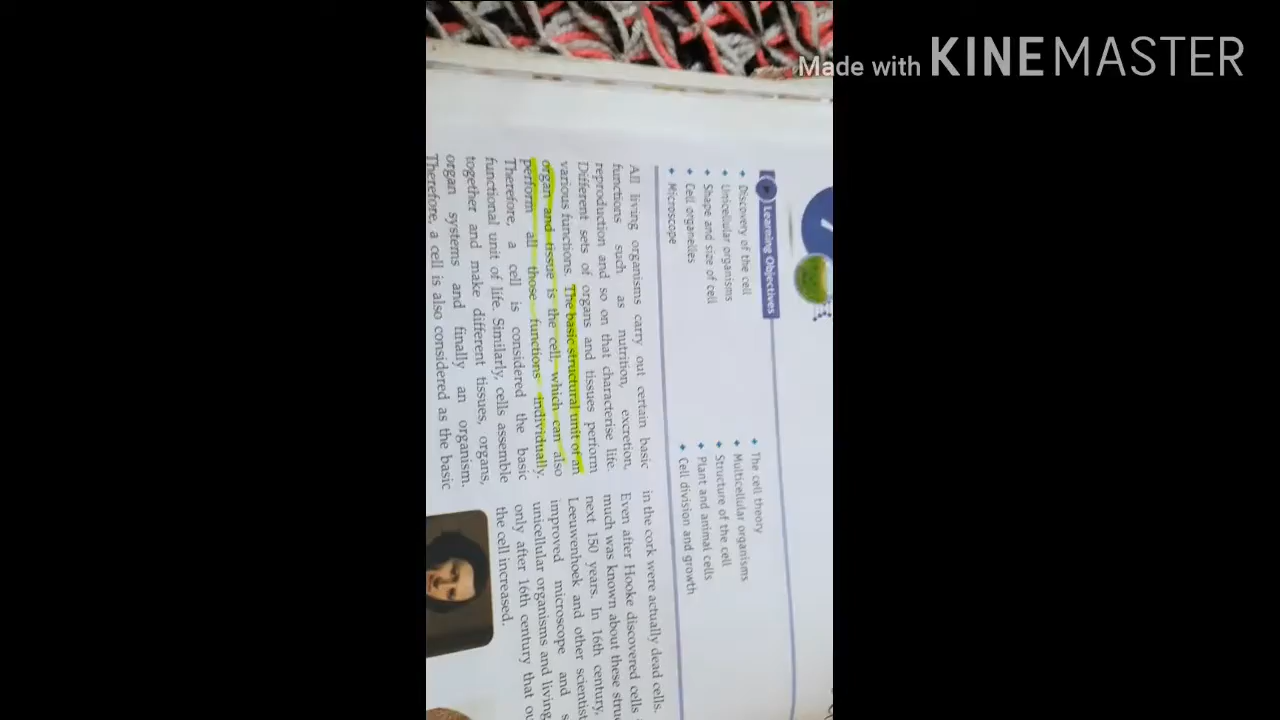 Made with KINEMASTER
Learning Objectives
Discovery of the cell
Unicellular organisms
Shape and size of cell
Cell organelles
Microscope
The cell theory
Multicellular organisms
Structure of the cell
Plant and animal cells
Cell division and growth
All living organisms carry out certain basic
functions such as nutrition, excretion,
reproduction and so on that characterise life.
Different sets of organs and tissues perform
various functions. The basic structural unit of an
organ and tissue is the cell, which can also
perform all those functions individually.
Therefore, a cell is considered the basic
functional unit of life. Similarly, cells assemble
together and make different tissues, organs,
organ systems and finally an organism.
Therefore, a cell is also considered as the basic
in the cork were actually dead cells.
Even after Hooke discovered cells
much was known about these
next 150 years. In 16th century,
Leeuwenhoek and other
improved microscope and
unicellular organisms and living
only after 16th century that
the cell increased.